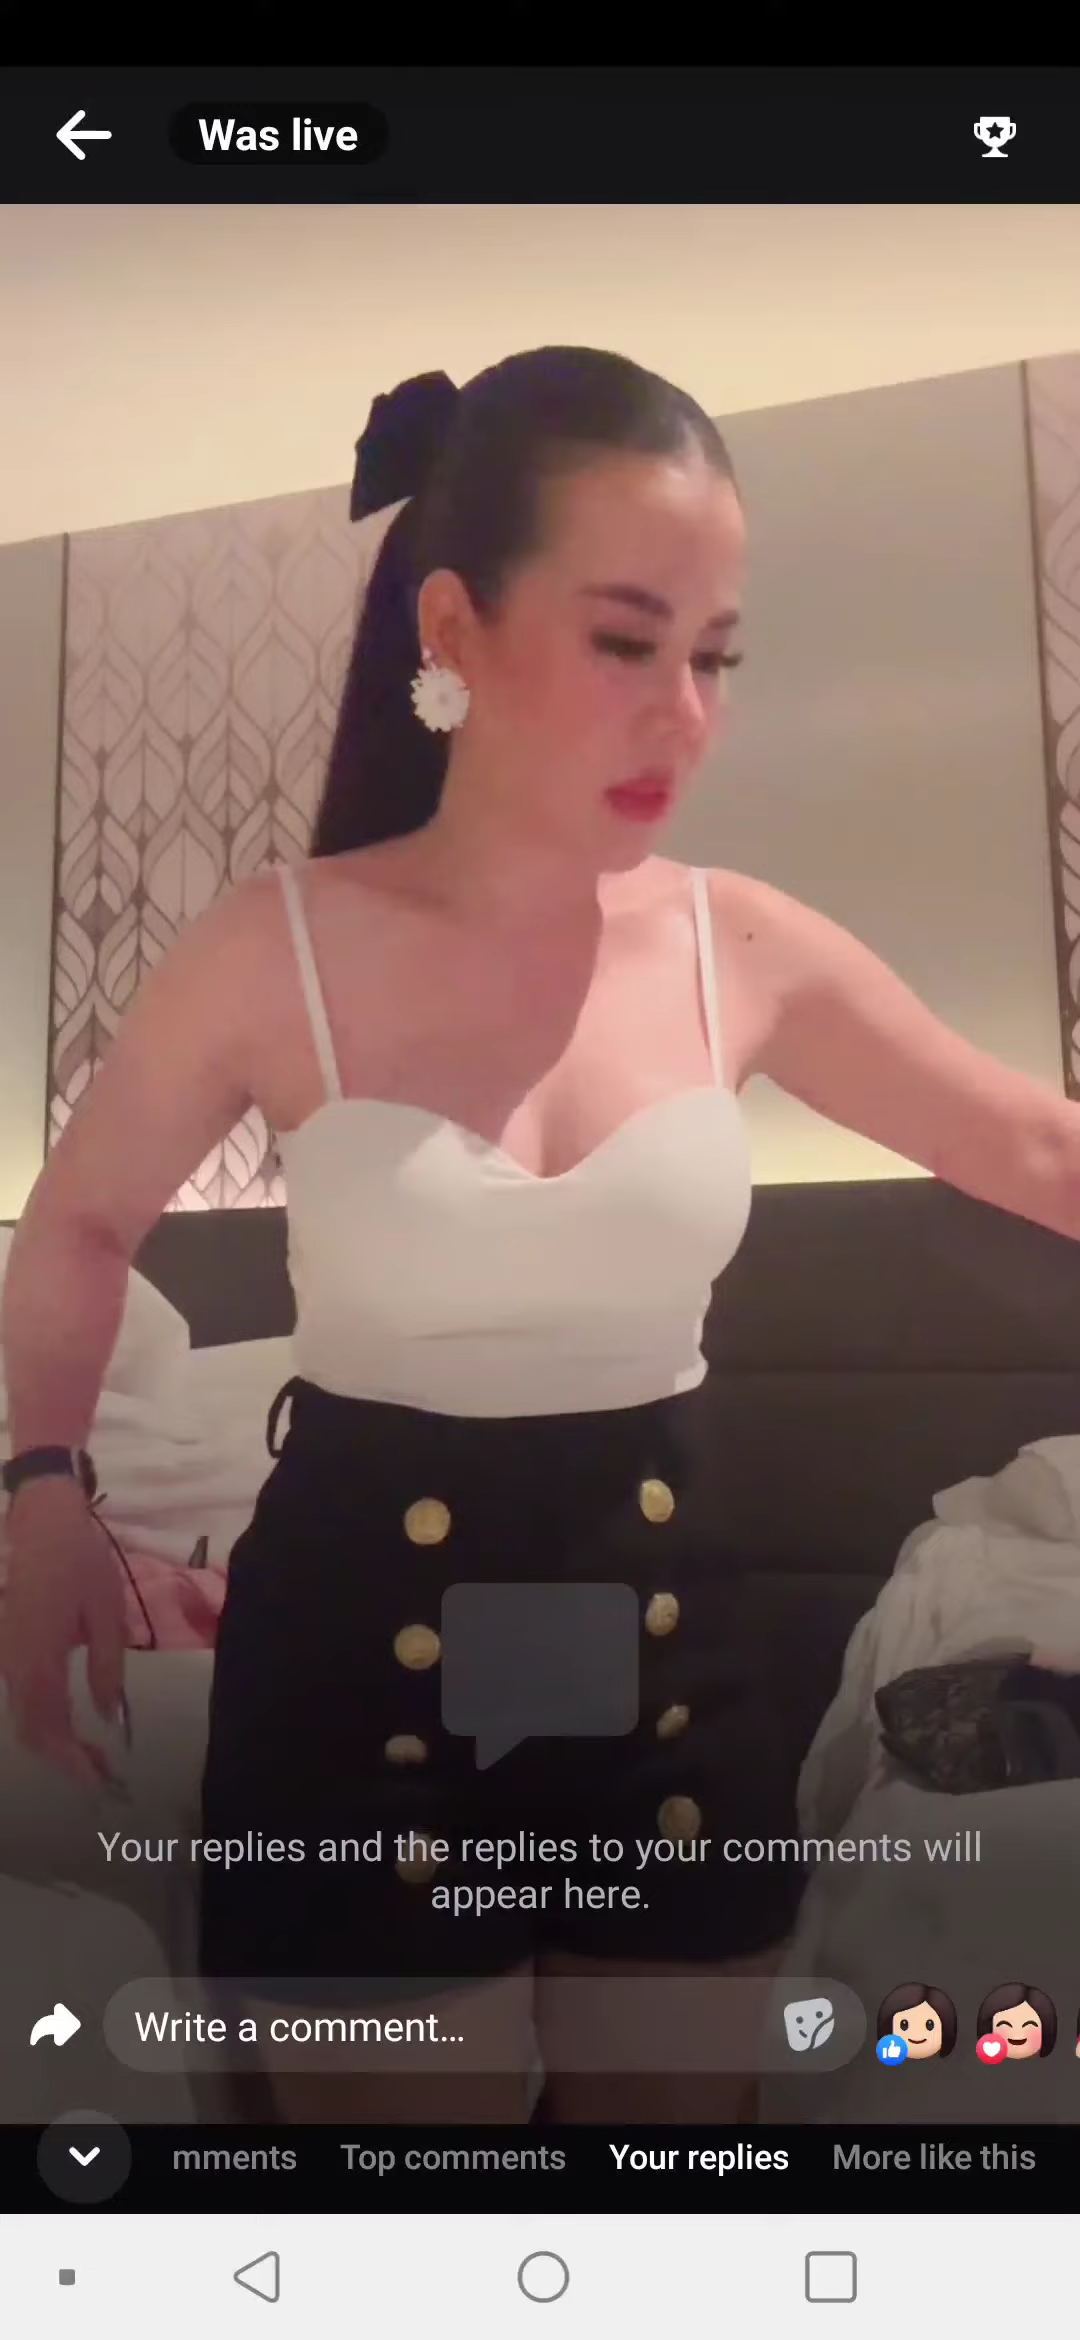 Was live
Your replies and the replies to your comments will
appear here.
Write a comment...
mments
Top comments
Your replies
More like this